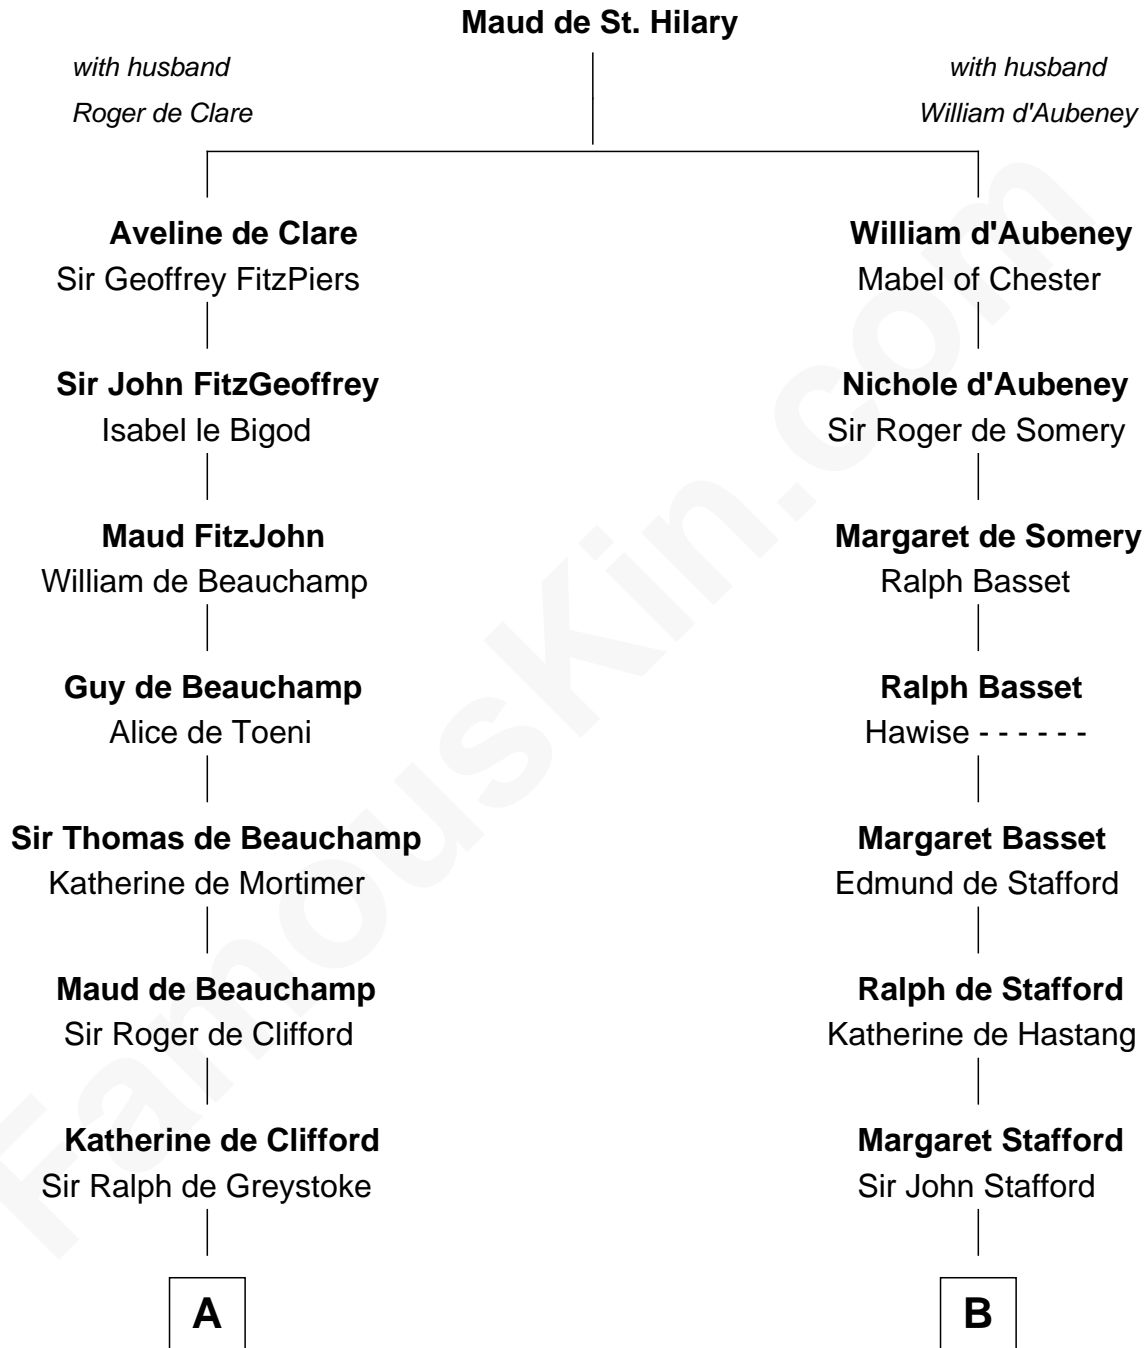 Maud de St. Hilary
with husband
Roger de Clare
with husband
William d'Aubeney
Aveline de Clare
Sir Geoffrey FitzPiers
William d'Aubeney
Mabel of Chester
Sir John FitzGeoffrey
Isabel le Bigod
Nichole d'Aubeney
Sir Roger de Somery
Maud FitzJohn
William de Beauchamp
Margaret de Somery
Ralph Basset
Guy de Beauchamp
Alice de Toeni
Ralph Basset
Hawise - - - - - -
Sir Thomas de Beauchamp
Katherine de Mortimer
Margaret Basset
Edmund de Stafford
Maud de Beauchamp
Sir Roger de Clifford
Ralph de Stafford
Katherine de Hastang
Katherine de Clifford
Sir Ralph de Greystoke
Margaret Stafford
Sir John Stafford
A
B
FamousKin.com